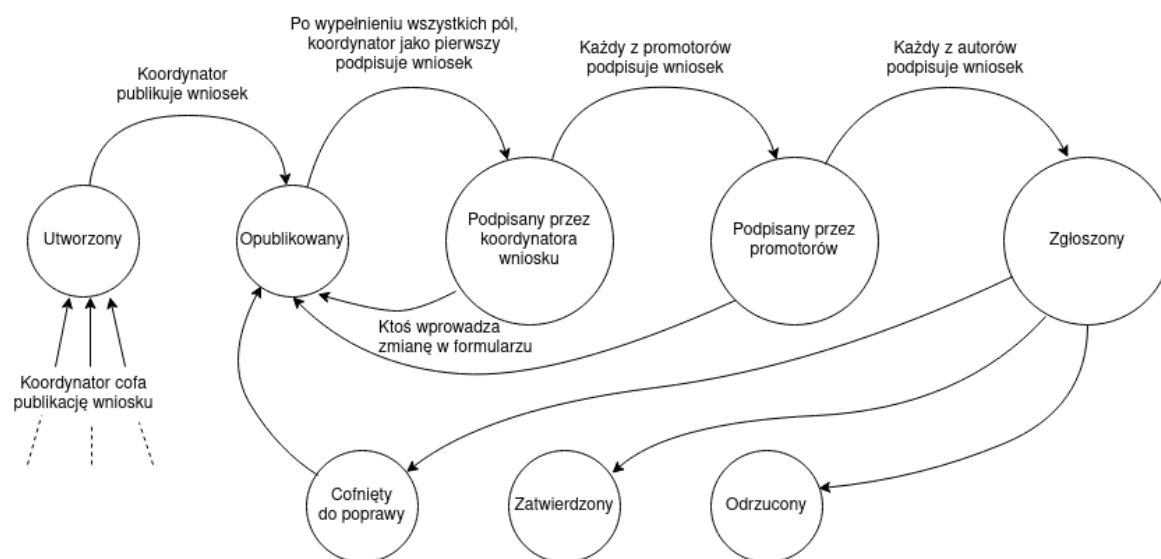 Po wypełnieniu wszystkich pól,
koordynator jako pierwszy
podpisuje wniosek
Każdy z promotorów
podpisuje wniosek
Każdy z autorów
podpisuje wniosek
Koordynator
publikuje wniosek
Utworzony
Opublikowany
Podpisany przez
koordynatora
wniosku
Podpisany przez
promotorów
Zgłoszony
Ktoś wprowadza
zmianę w formularzu
Koordynator cofa
publikację wniosku
Cofnięty
do poprawy
Zatwierdzony
Odrzucony